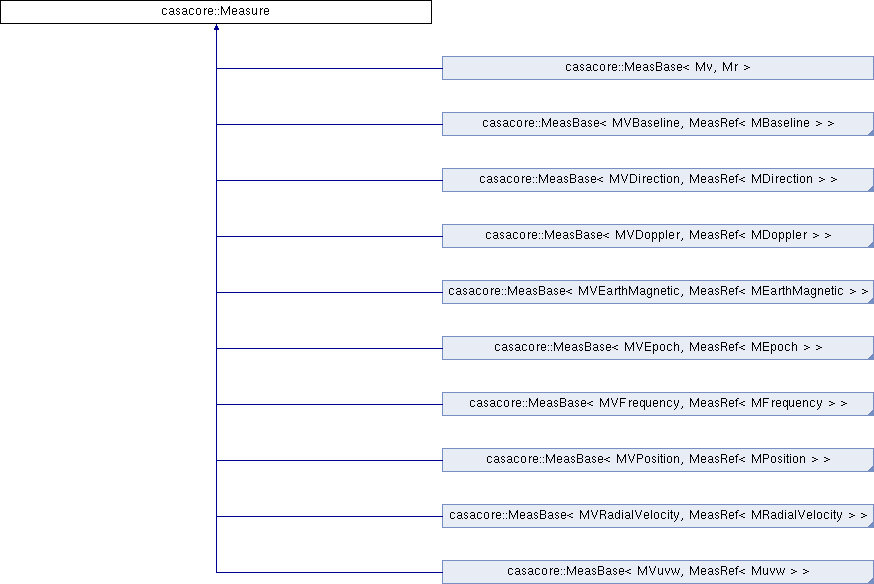 casacore::Measure
casacore::MeasBase< Mv, Mr >
casacore::MeasBase< MVBaseline, MeasRef< MBaseline > >
casacore::MeasBase< MVDirection, MeasRef< MDirection > >
casacore::MeasBase< MVDoppler, MeasRef< MDoppler > >
casacore::MeasBase< MVEarthMagnetic, MeasRef< MEarthMagnetic > >
casacore::MeasBase< MVEpoch, MeasRef< MEpoch > >
casacore::MeasBase< MVFrequency, MeasRef< MFrequency > >
casacore::MeasBase< MVPosition, MeasRef< MPosition > >
casacore::MeasBase< MVRadialVelocity, MeasRef< MRadialVelocity > >
casacore::MeasBase< MVuvw, MeasRef< Muvw > >